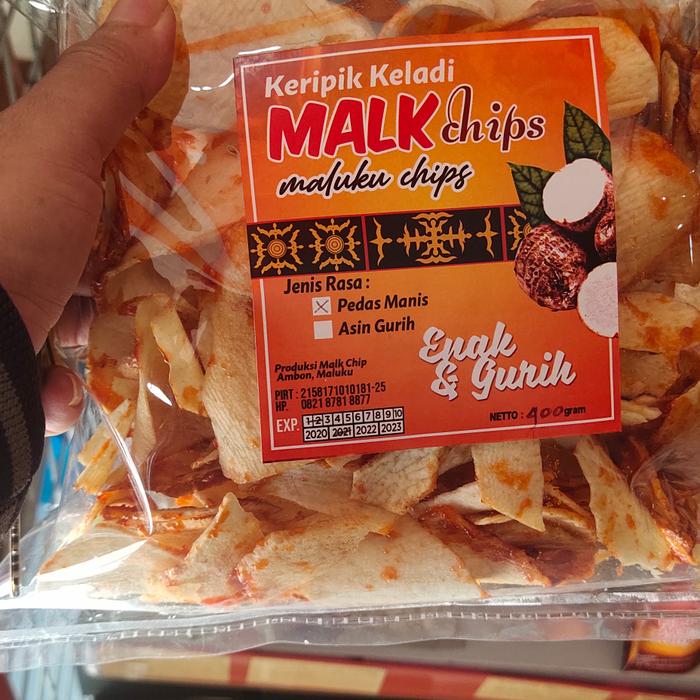 Keripik Keladi
MALK chips
maluku chips
Jenis Rasa :
Pedas Manis
Asin Gurih
Enak
& Gurih
Produksi Malk Chip
Ambon, Maluku
PIRT : 2158171010181-25
HP. 0821 8781 8877
EXP. 1 2 3 4 5 6 7 8 9 10
2020 2021 2022 2023
NETTO : 400 gram